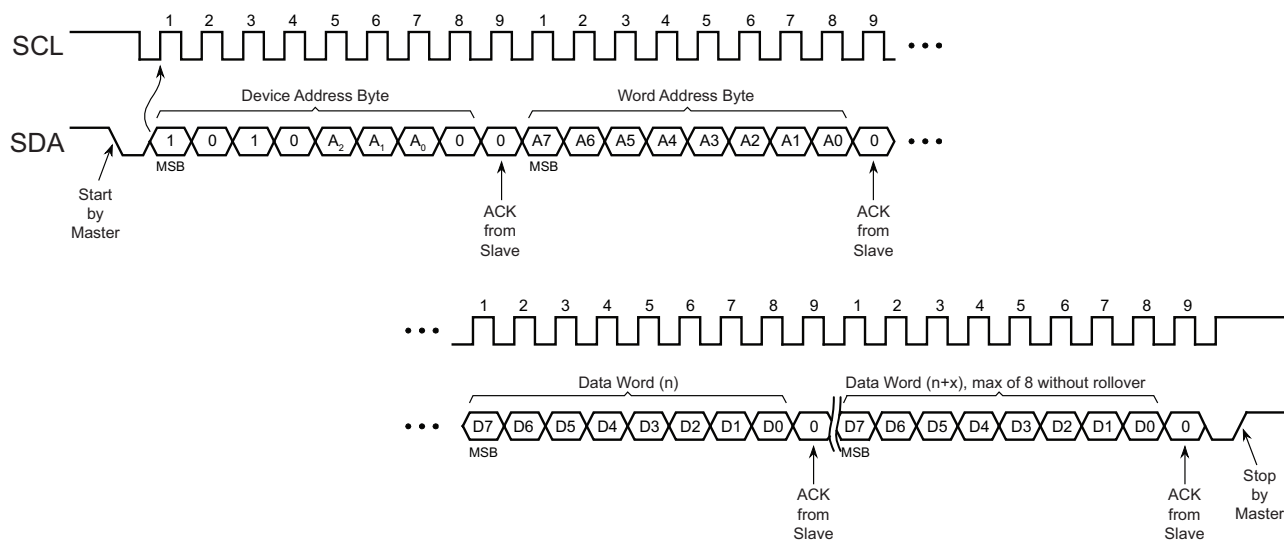 1 2 3 4 5 6 7 8 9 1 2 3 4 5 6 7 8 9
SCL
Device Address Byte Word Address Byte
SDA 1 0 1 0 A2 A1 A0 0 0 A7 A6 A5 A4 A3 A2 A1 A0 0
MSB MSB
Start
by
Master
ACK
from
Slave
ACK
from
Slave
1 2 3 4 5 6 7 8 9 1 2 3 4 5 6 7 8 9
Data Word (n) Data Word (n+x), max of 8 without rollover
D7 D6 D5 D4 D3 D2 D1 D0 0 D7 D6 D5 D4 D3 D2 D1 D0 0
MSB MSB
ACK
from
Slave
ACK
from
Slave
Stop
by
Master